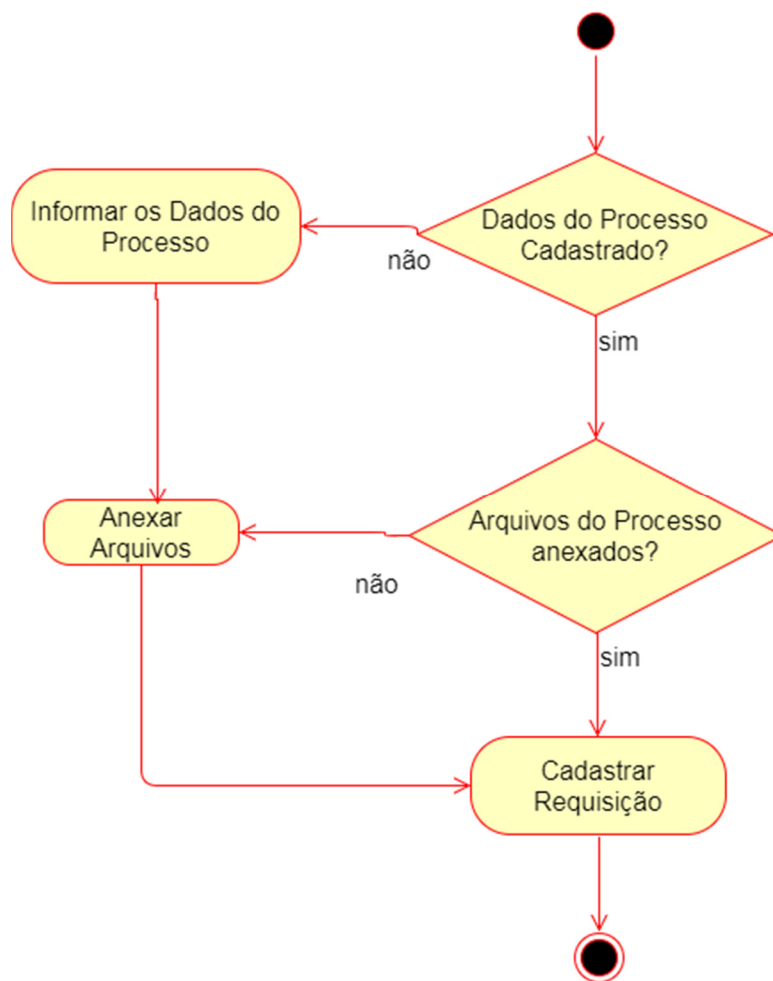 Informar os Dados do
Processo
Dados do Processo
Cadastrado?
não
sim
Anexar
Arquivos
Arquivos do Processo
anexados?
não
sim
Cadastrar
Requisição